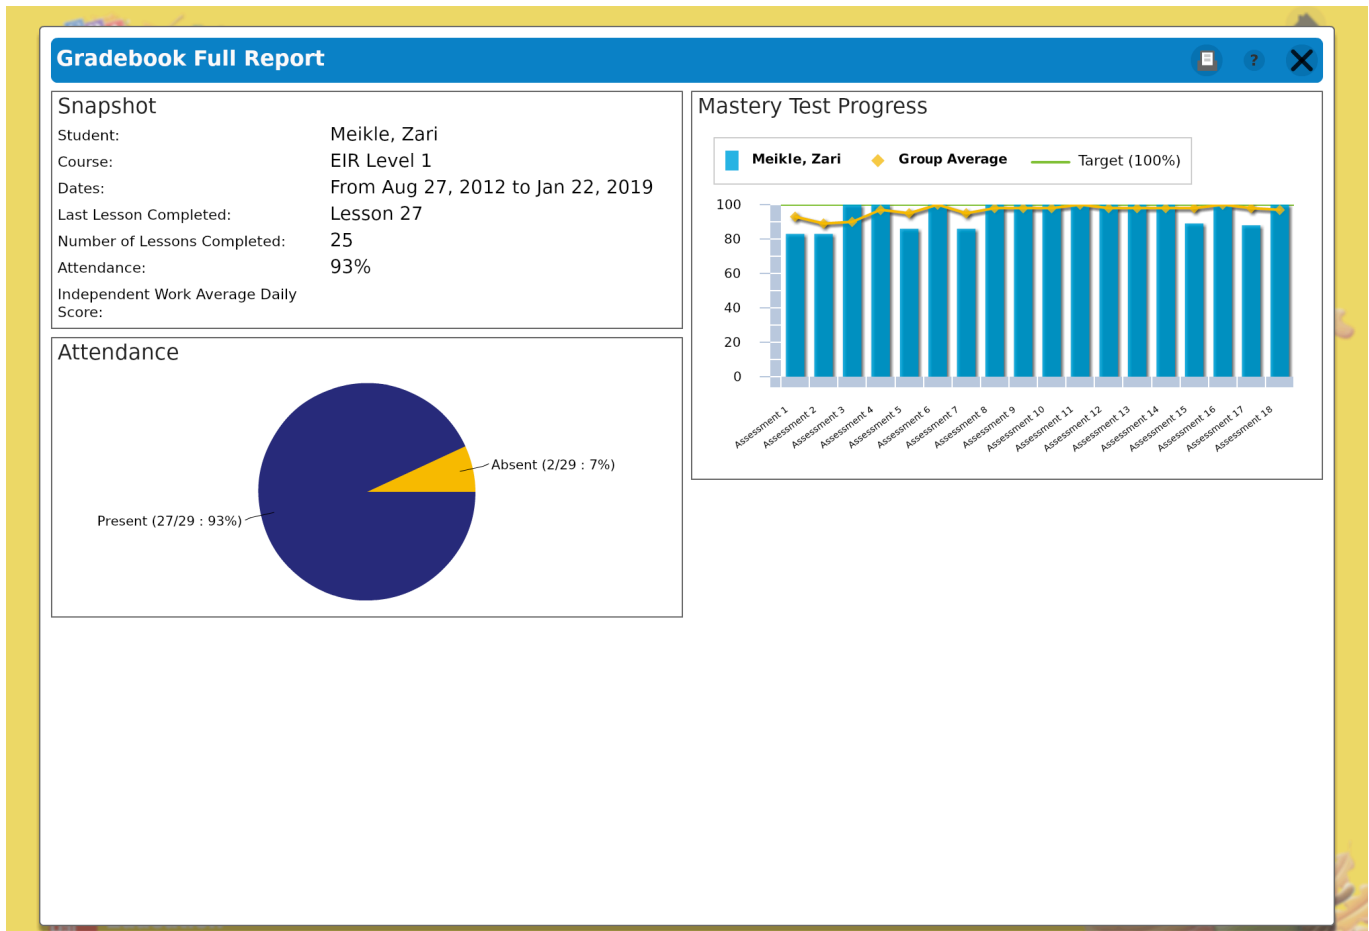 Gradebook Full Report
?
Snapshot
Student: Meikle, Zari
Course: EIR Level 1
Dates: From Aug 27, 2012 to Jan 22, 2019
Last Lesson Completed: Lesson 27
Number of Lessons Completed: 25
Attendance: 93%
Independent Work Average Daily
Score:
Attendance
Absent (2/29 : 7%)
Present (27/29 : 93%)
Mastery Test Progress
Meikle, Zari Group Average Target (100%)
100
80
60
40
20
0
Assessment 1
Assessment 2
Assessment 3
Assessment 4
Assessment 5
Assessment 6
Assessment 7
Assessment 8
Assessment 9
Assessment 10
Assessment 11
Assessment 12
Assessment 13
Assessment 14
Assessment 15
Assessment 16
Assessment 17
Assessment 18